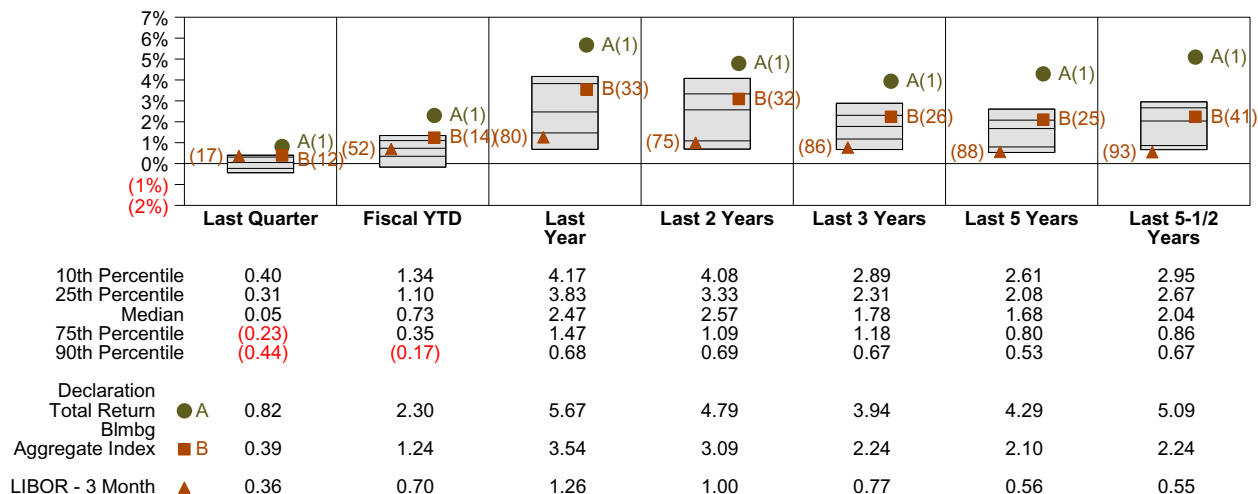 7%
6%
5%
4%
3%
2%
1%
0%
(1%)
(2%)
(17) A(1) B(12)
(52) A(1) B(14)
(80) A(1) B(33)
(75) A(1) B(32)
(86) A(1) B(26)
(88) A(1) B(25)
(93) A(1) B(41)
Last Quarter Fiscal YTD Last Year Last 2 Years Last 3 Years Last 5 Years Last 5-1/2 Years
10th Percentile 0.40 1.34 4.17 4.08 2.89 2.61 2.95
25th Percentile 0.31 1.10 3.83 3.33 2.31 2.08 2.67
Median 0.05 0.73 2.47 2.57 1.78 1.68 2.04
75th Percentile (0.23) 0.35 1.47 1.09 1.18 0.80 0.86
90th Percentile (0.44) (0.17) 0.68 0.69 0.67 0.53 0.67
Declaration
Total Return A 0.82 2.30 5.67 4.79 3.94 4.29 5.09
Blmbg
Aggregate Index B 0.39 1.24 3.54 3.09 2.24 2.10 2.24
LIBOR - 3 Month 0.36 0.70 1.26 1.00 0.77 0.56 0.55